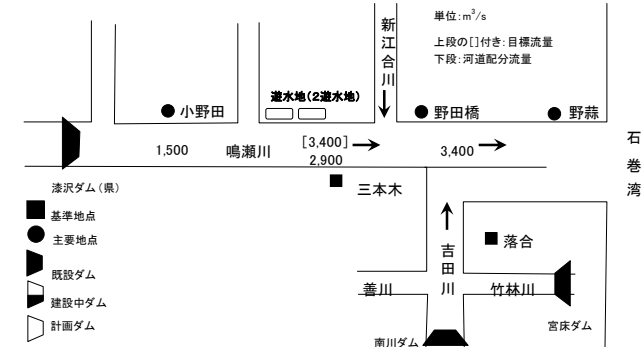 単位:m³/s
上段の[]付き:目標流量
下段:河道配分流量
新江合川
遊水地(2遊水地)
小野田
野田橋
野蒜
1,500
鳴瀬川
[3,400]
2,900
3,400
石巻湾
三本木
漆沢ダム(県)
基準地点
主要地点
既設ダム
建設中ダム
計画ダム
吉田川
落合
善川
竹林川
南川ダム
宮床ダム